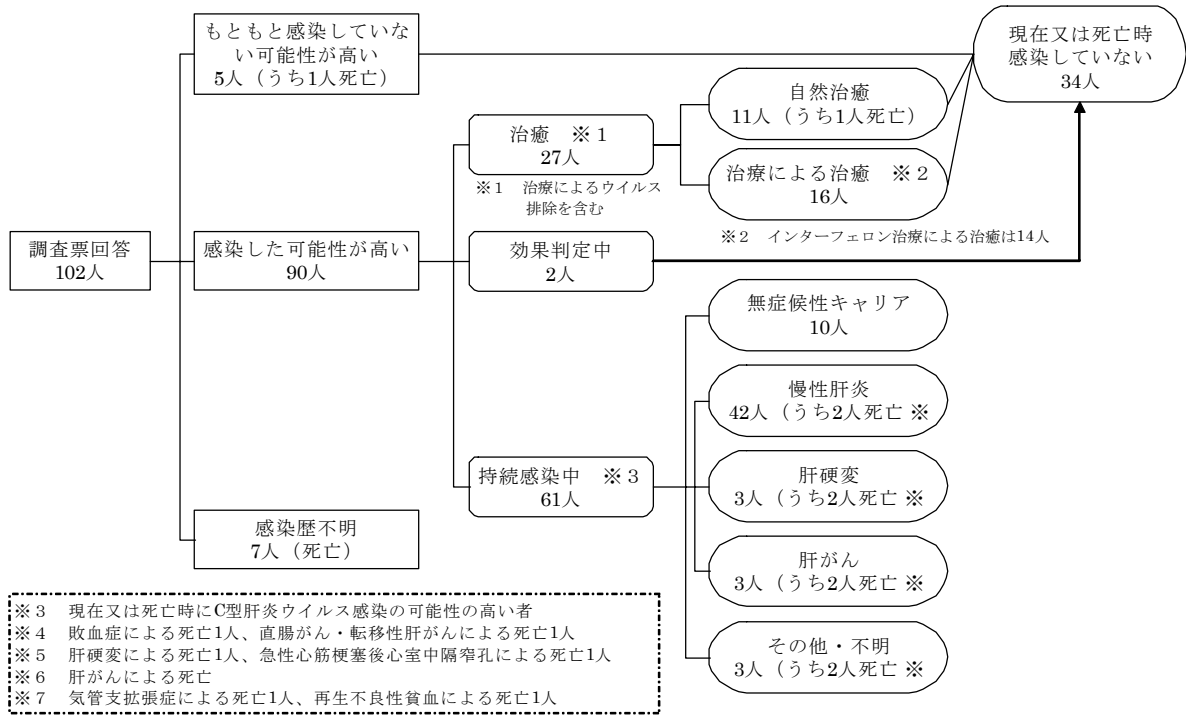 もともと感染していな
い可能性が高い
5人（うち1人死亡）
現在又は死亡時
感染していない
34人
自然治癒
11人（うち1人死亡）
治癒　※１
27人
治療による治癒　※２
16人
※１　治療によるウイルス
排除を含む
※２　インターフェロン治療による治癒は14人
調査票回答
102人
感染した可能性が高い
90人
効果判定中
2人
無症候性キャリア
10人
慢性肝炎
42人（うち2人死亡 ※
持続感染中　※３
61人
肝硬変
3人（うち2人死亡 ※
感染歴不明
7人（死亡）
肝がん
3人（うち2人死亡 ※
その他・不明
3人（うち2人死亡 ※
※３　現在又は死亡時にC型肝炎ウイルス感染の可能性の高い者
※４　敗血症による死亡1人、直腸がん・転移性肝がんによる死亡1人
※５　肝硬変による死亡1人、急性心筋梗塞後心室中隔窄孔による死亡1人
※６　肝がんによる死亡
※７　気管支拡張症による死亡1人、再生不良性貧血による死亡1人